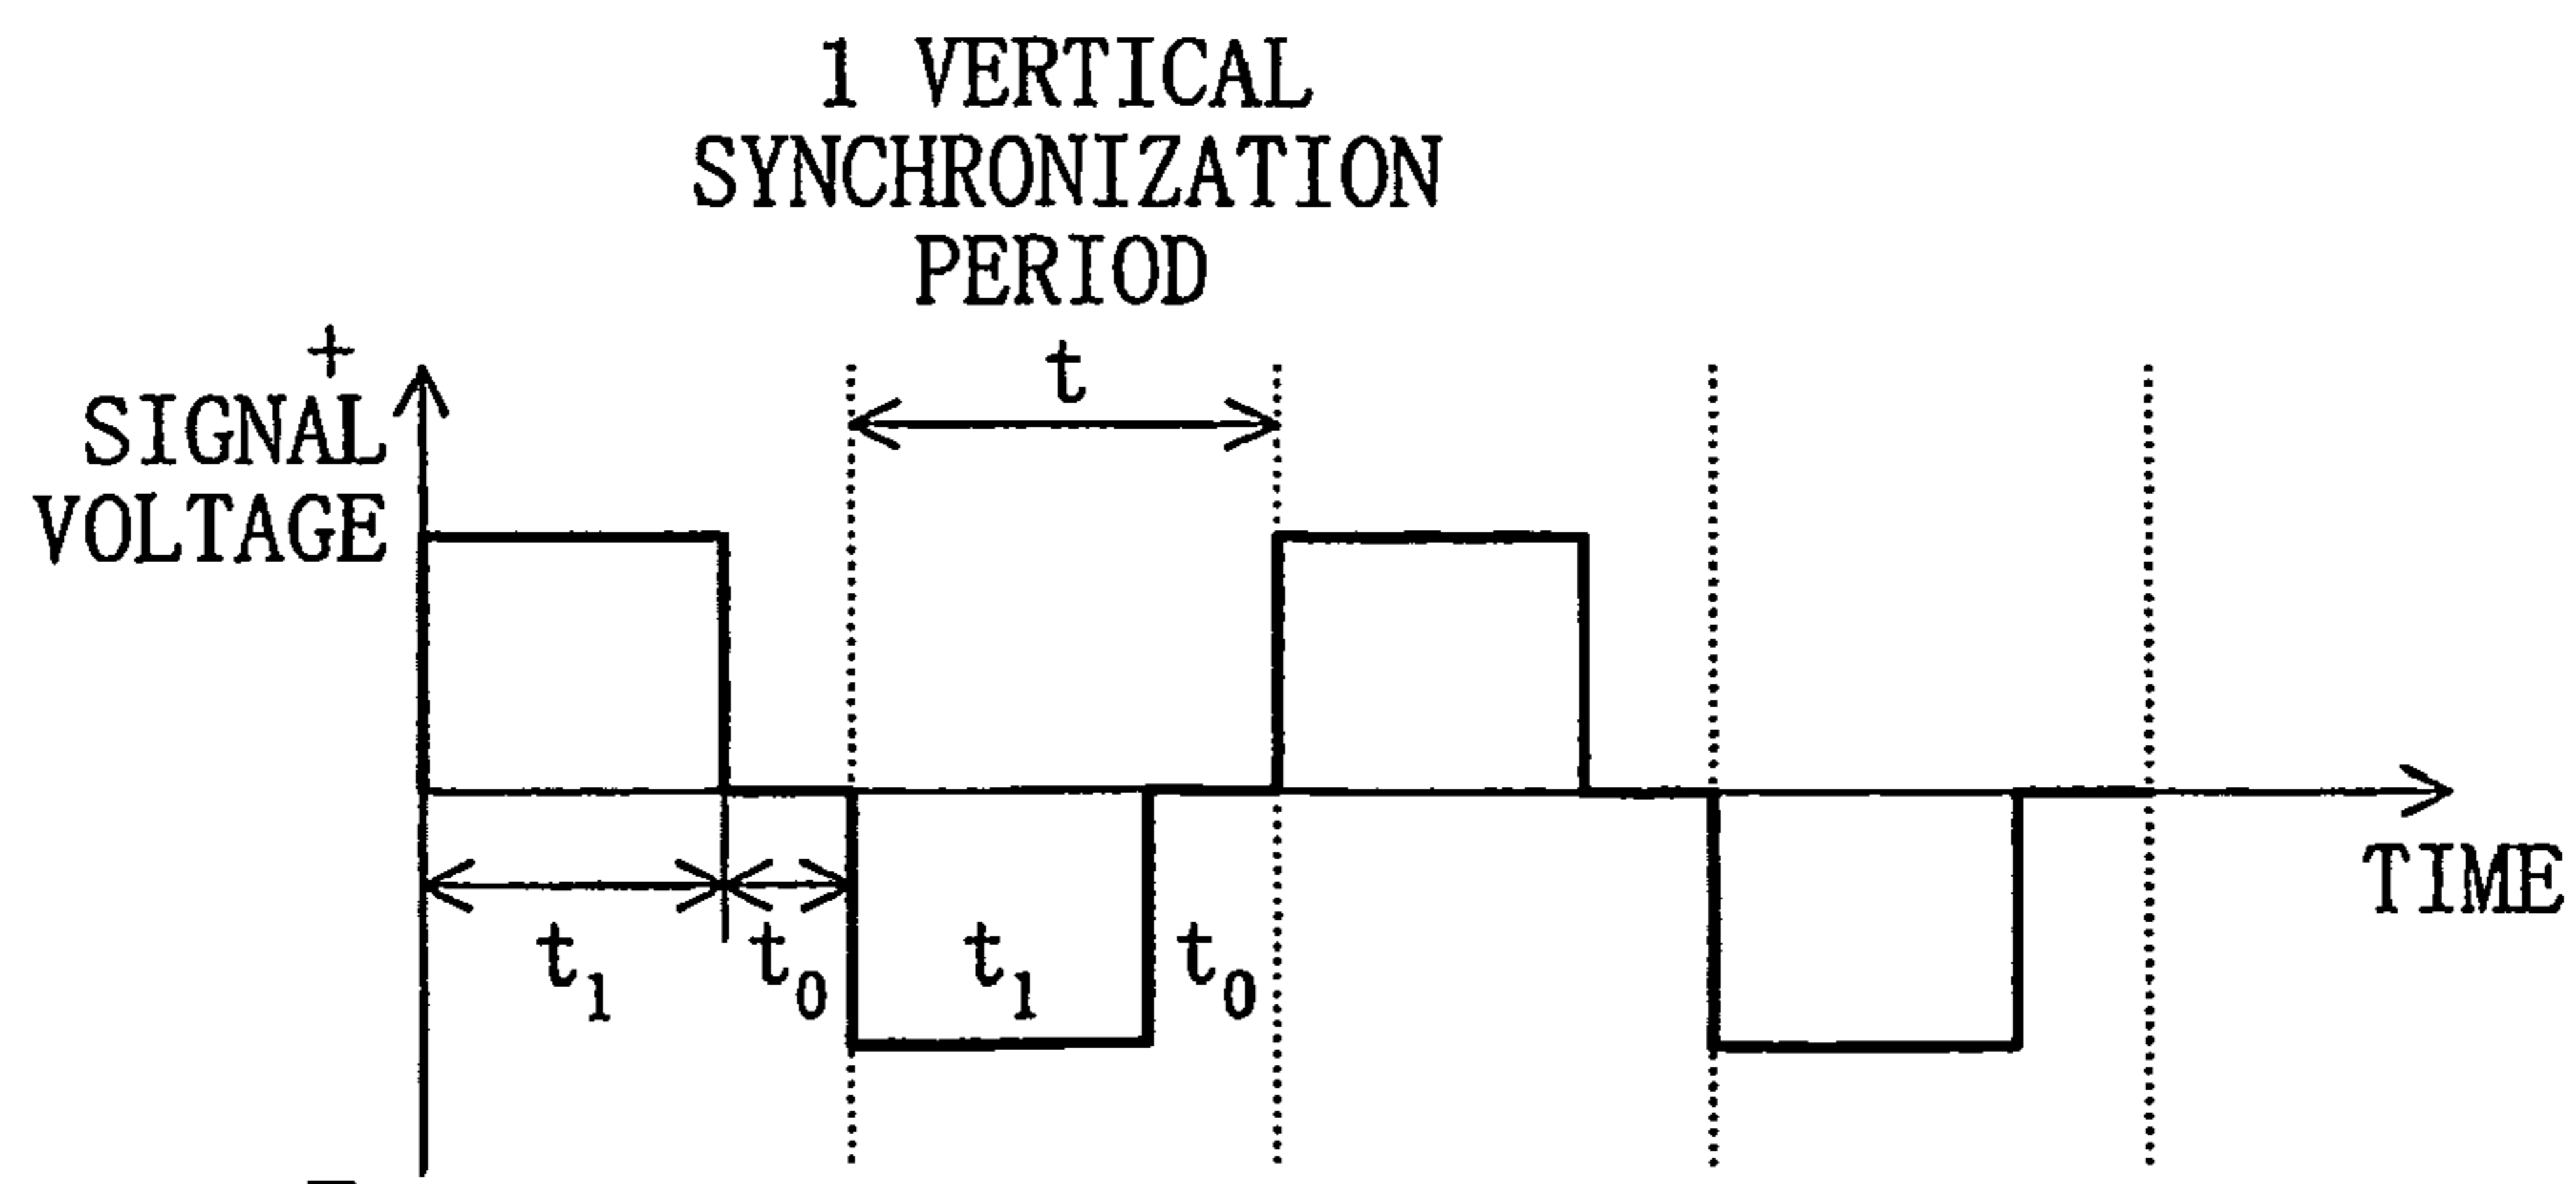 1 VERTICAL
SYNCHRONIZATION
PERIOD
t
+
SIGNAL
VOLTAGE
TIME
t₁
t₀
t₁
t₀
−